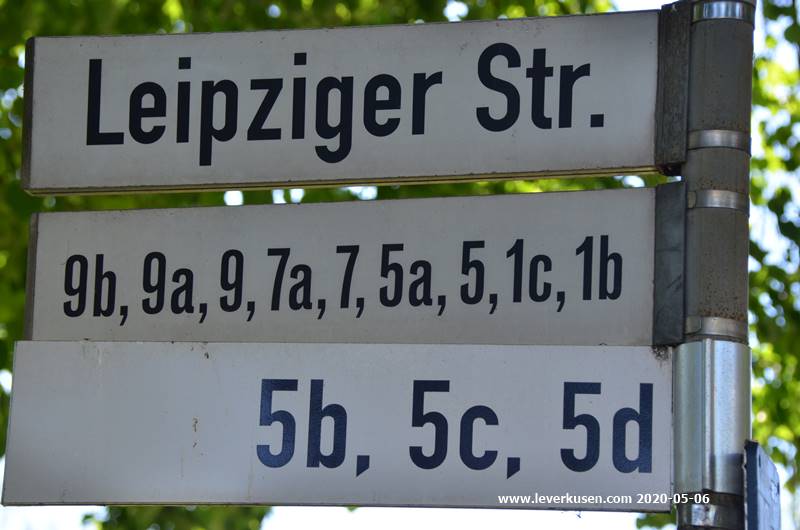 Leipziger Str.
9b, 9a, 9, 7a, 7, 5a, 5, 1c, 1b
5b, 5c, 5d
www.leverkusen.com 2020-05-06